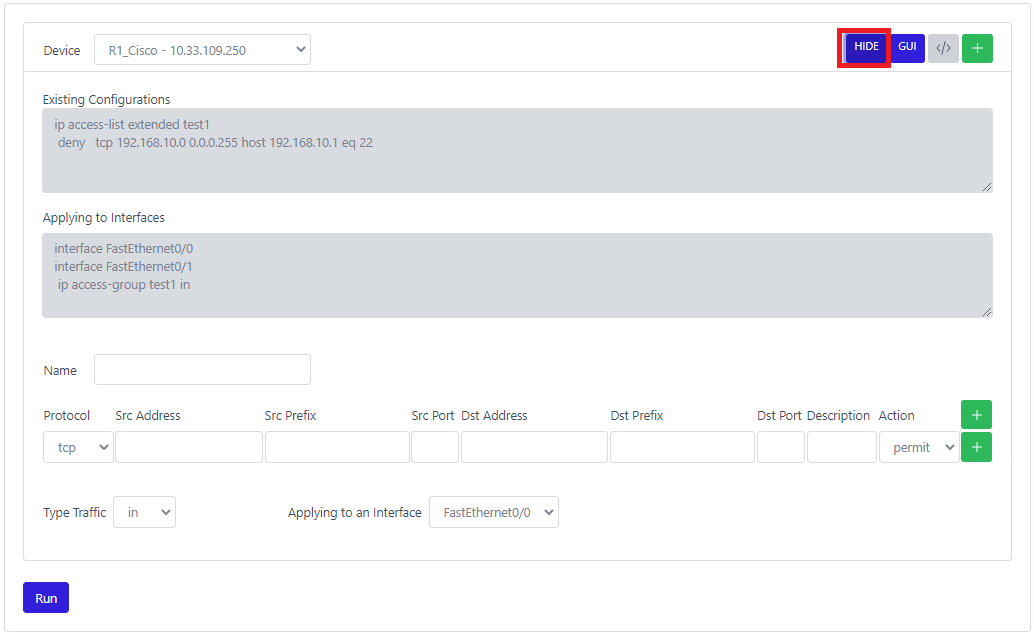 Device R1_Cisco - 10.33.109.250 HIDE GUI </> +
Existing Configurations
ip access-list extended test1
deny tcp 192.168.10.0 0.0.0.255 host 192.168.10.1 eq 22
Applying to Interfaces
interface FastEthernet0/0
interface FastEthernet0/1
ip access-group test1 in
Name
Protocol Src Address Src Prefix Src Port Dst Address Dst Prefix Dst Port Description Action +
tcp permit +
Type Traffic in Applying to an Interface FastEthernet0/0
Run